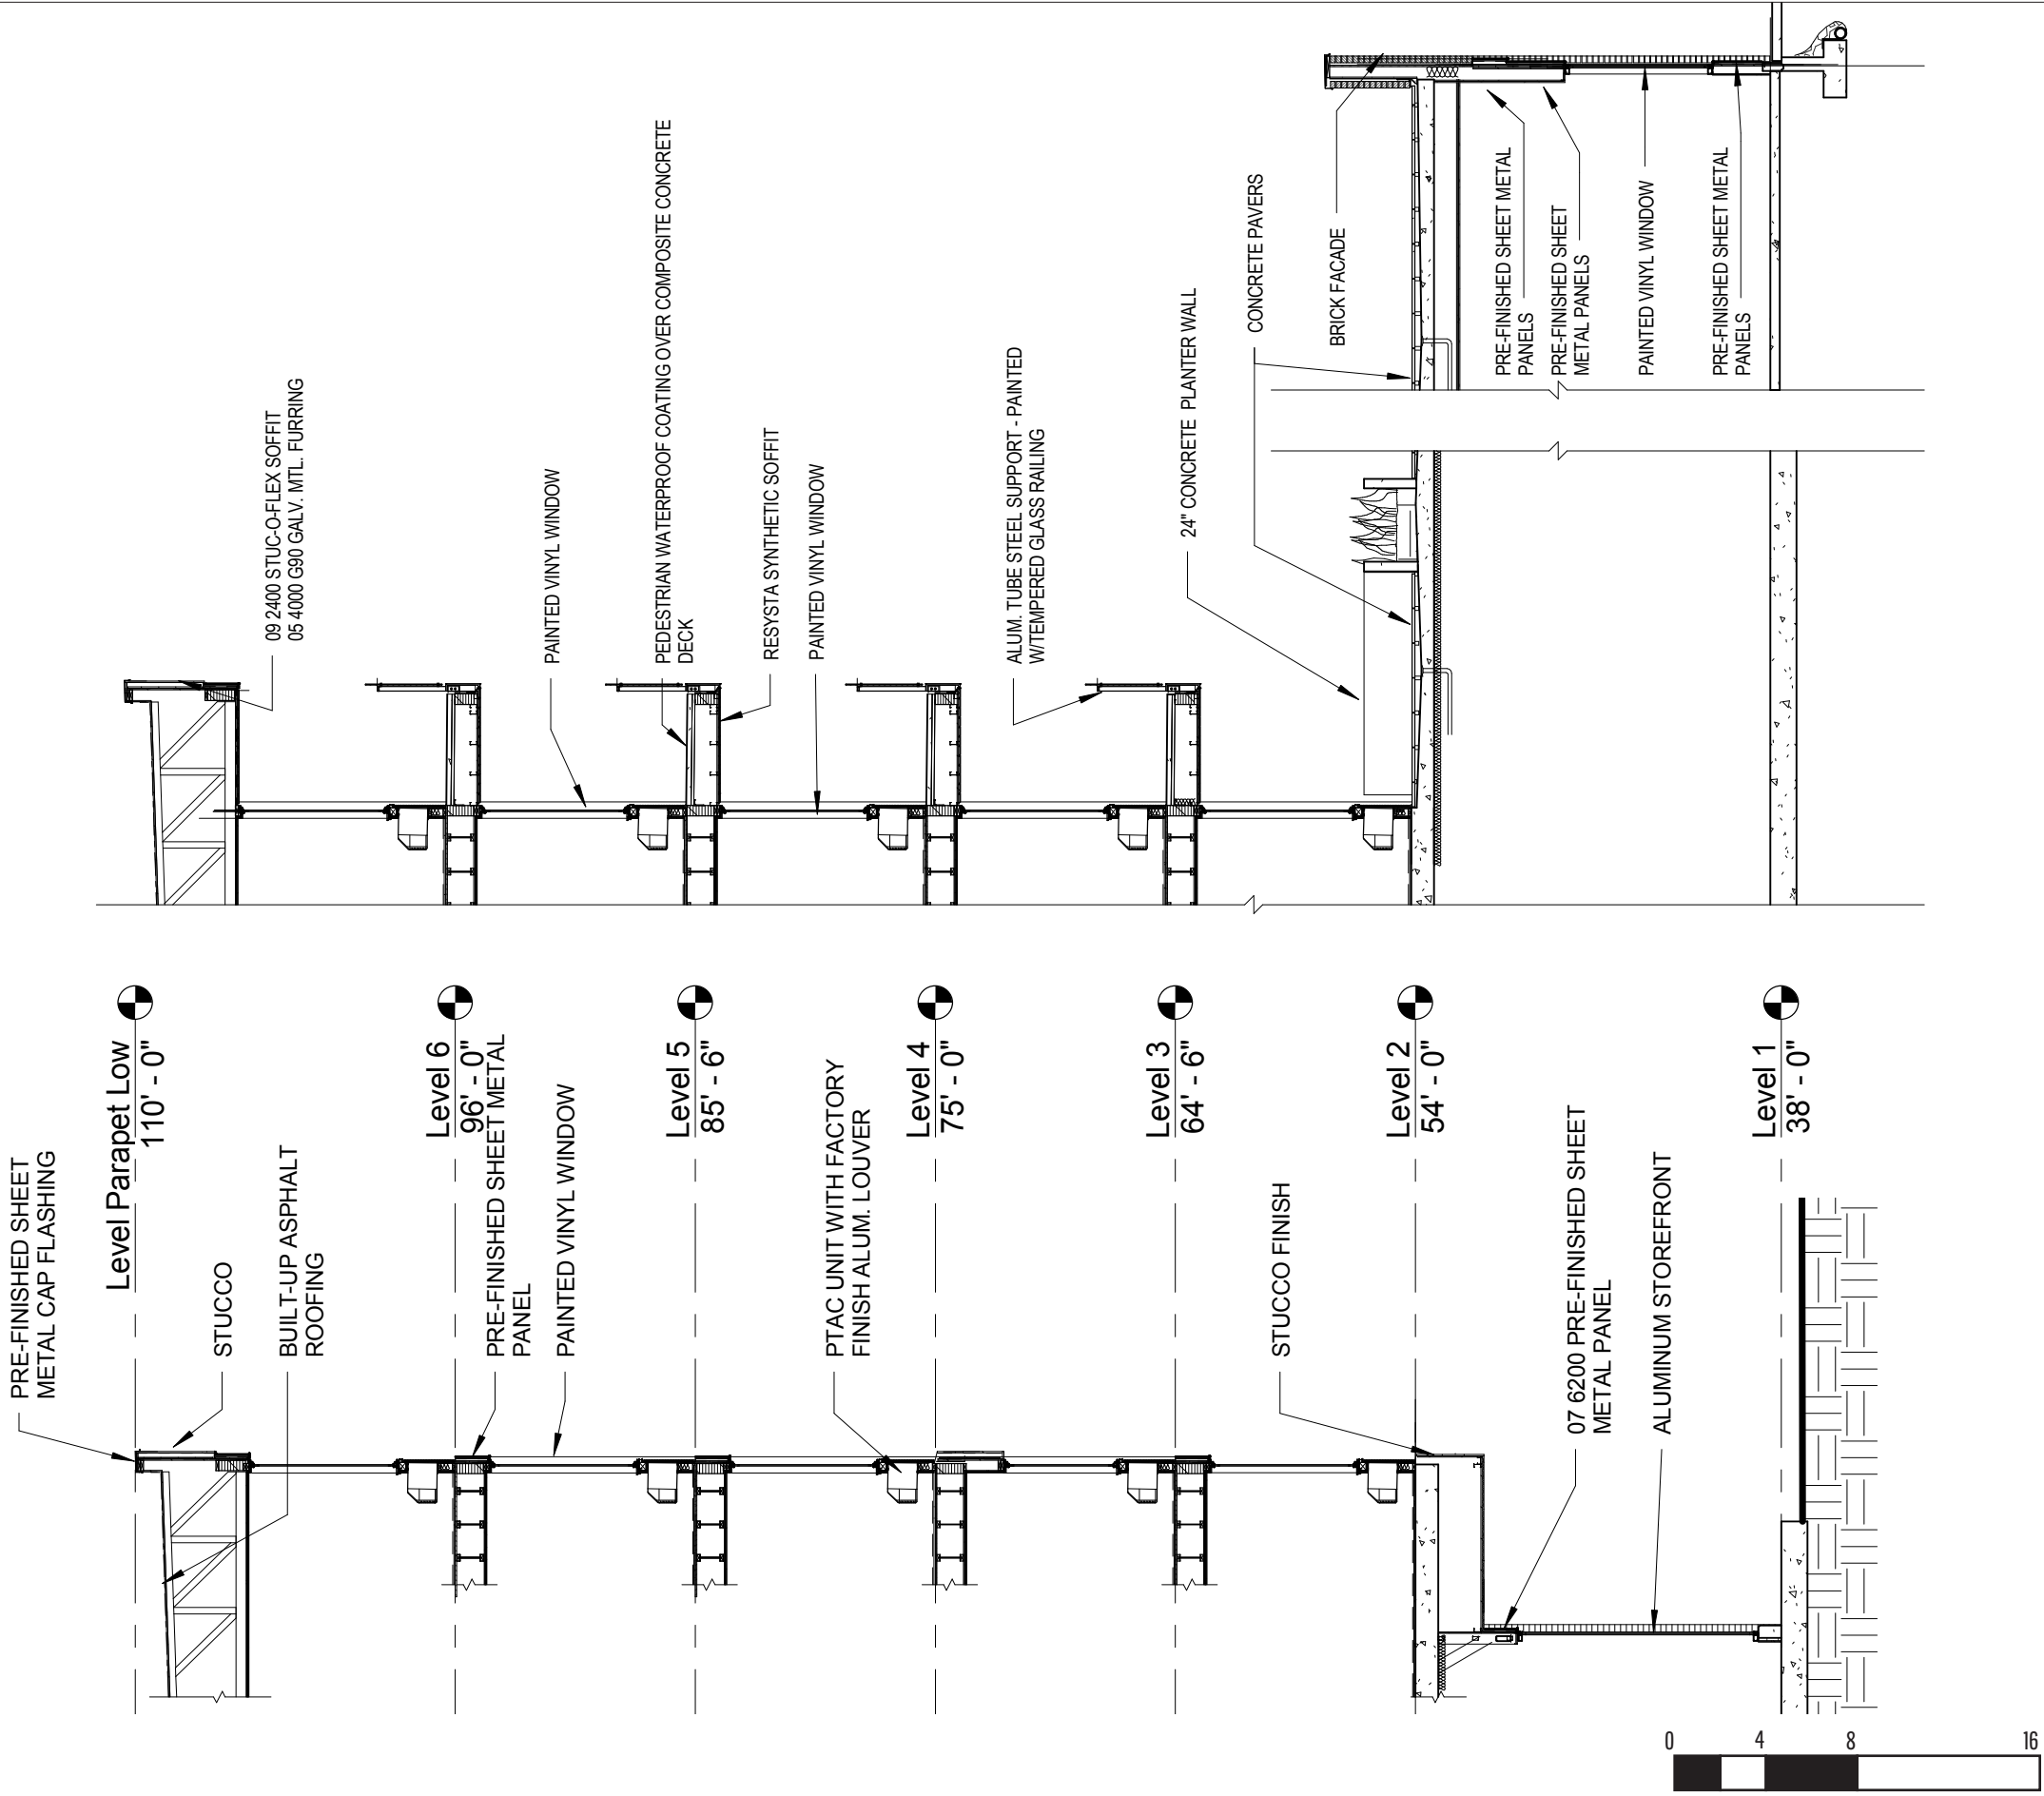 09 2400 STUC-O-FLEX SOFFIT
05 4000 G90 GALV. MTL. FURRING
PAINTED VINYL WINDOW
PEDESTRIAN WATERPROOF COATING OVER COMPOSITE CONCRETE
DECK
RESYSTA SYNTHETIC SOFFIT
PAINTED VINYL WINDOW
ALUM. TUBE STEEL SUPPORT - PAINTED
W/TEMPERED GLASS RAILING
24" CONCRETE PLANTER WALL
CONCRETE PAVERS
BRICK FACADE
PRE-FINISHED SHEET METAL
PANELS
PRE-FINISHED SHEET
METAL PANELS
PAINTED VINYL WINDOW
PRE-FINISHED SHEET METAL
PANELS
PRE-FINISHED SHEET
METAL CAP FLASHING
Level Parapet Low
110' - 0"
STUCCO
BUILT-UP ASPHALT
ROOFING
Level 6
96' - 0"
PRE-FINISHED SHEET METAL
PANEL
PAINTED VINYL WINDOW
Level 5
85' - 6"
PTAC UNIT WITH FACTORY
FINISH ALUM. LOUVER
Level 4
75' - 0"
Level 3
64' - 6"
STUCCO FINISH
Level 2
54' - 0"
07 6200 PRE-FINISHED SHEET
METAL PANEL
ALUMINUM STOREFRONT
Level 1
38' - 0"
0 4 8 16